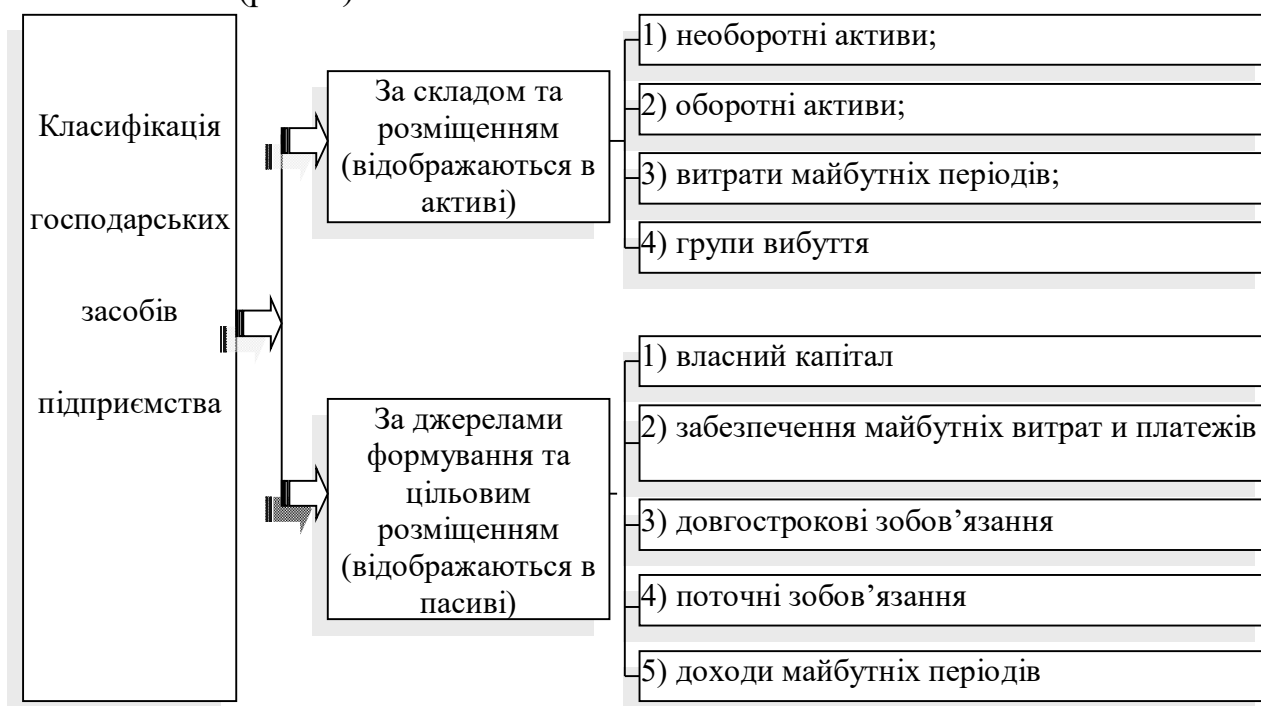 Класифікація
господарських
засобів
підприємства
За складом та
розміщенням
(відображаються в
активі)
1) необоротні активи;
2) оборотні активи;
3) витрати майбутніх періодів;
4) групи вибуття
За джерелами
формування та
цільовим
розміщенням
(відображаються в
пасиві)
1) власний капітал
2) забезпечення майбутніх витрат и платежів
3) довгострокові зобов’язання
4) поточні зобов’язання
5) доходи майбутніх періодів